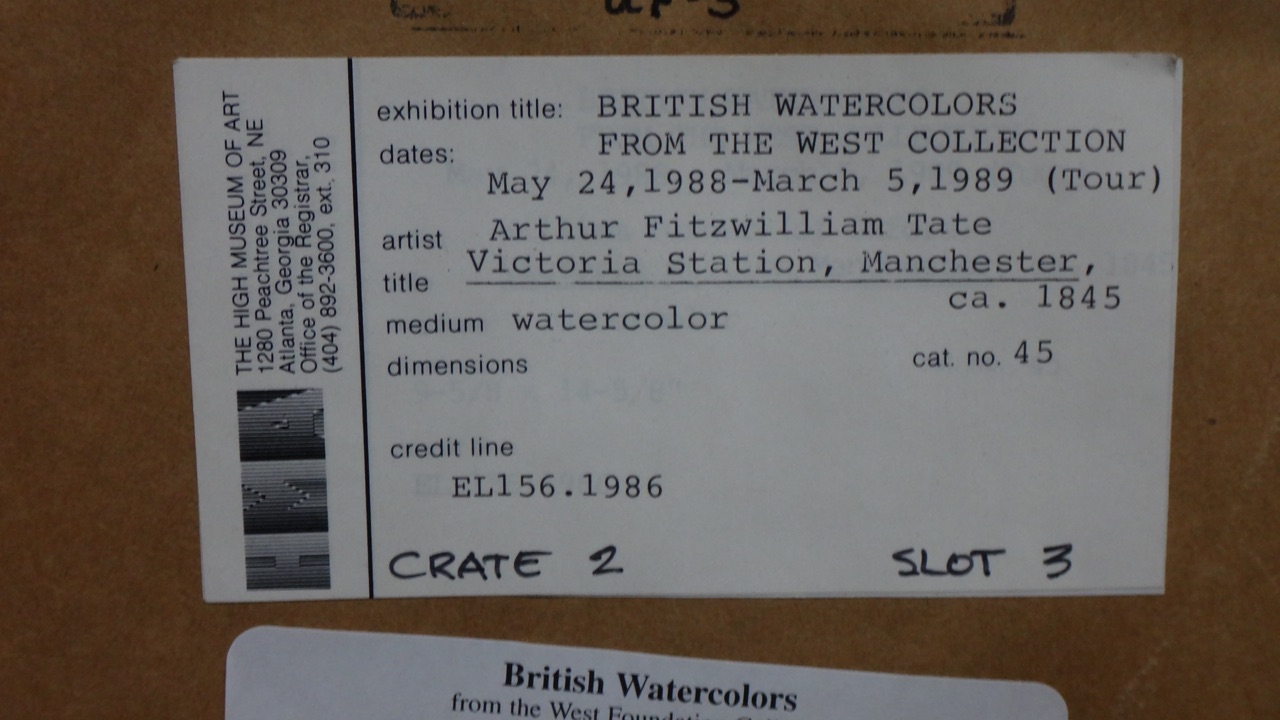 THE HIGH MUSEUM OF ART
1280 Peachtree Street, NE
Atlanta, Georgia 30309
Office of the Registrar,
(404) 892-3600, ext. 310
exhibition title: BRITISH WATERCOLORS
FROM THE WEST COLLECTION
dates:
May 24,1988-March 5,1989 (Tour)
artist Arthur Fitzwilliam Tate
title Victoria Station, Manchester,
ca. 1845
medium watercolor
dimensions cat. no. 45
credit line
EL156.1986
CRATE 2 SLOT 3
British Watercolors
from the West